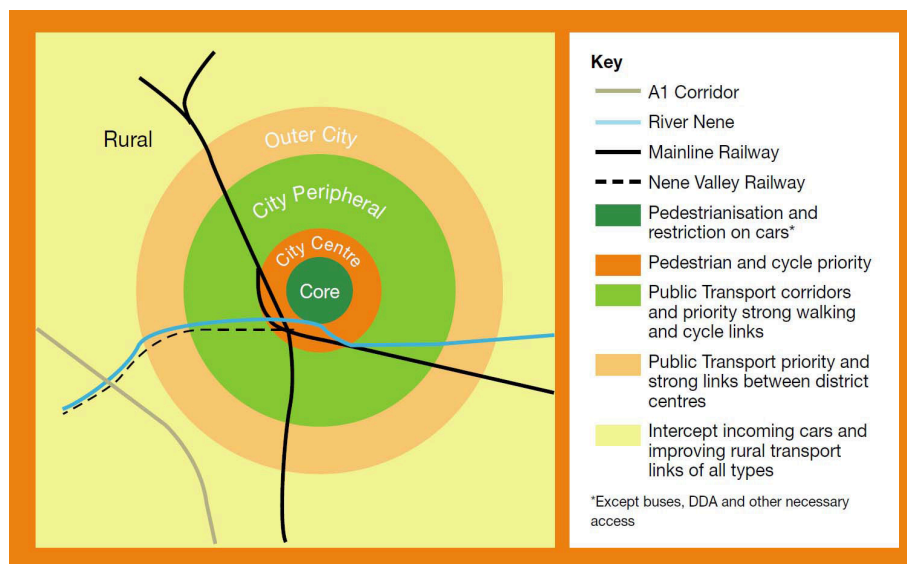 Rural
Outer City
City Peripheral
City Centre
Core
Key
A1 Corridor
River Nene
Mainline Railway
Nene Valley Railway
Pedestrianisation and
restriction on cars*
Pedestrian and cycle priority
Public Transport corridors
and priority strong walking
and cycle links
Public Transport priority and
strong links between district
centres
Intercept incoming cars and
improving rural transport
links of all types
*Except buses, DDA and other necessary
access